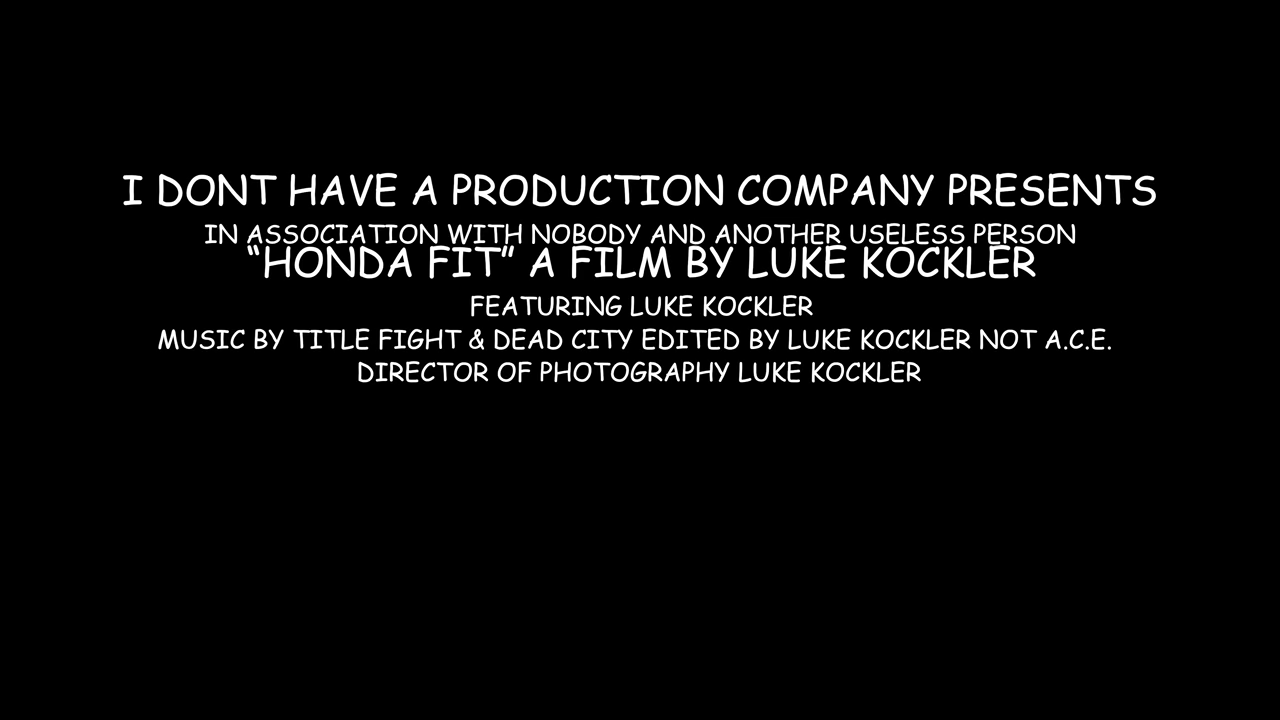 I DONT HAVE A PRODUCTION COMPANY PRESENTS
IN ASSOCIATION WITH NOBODY AND ANOTHER USELESS PERSON
“HONDA FIT” A FILM BY LUKE KOCKLER
FEATURING LUKE KOCKLER
MUSIC BY TITLE FIGHT & DEAD CITY EDITED BY LUKE KOCKLER NOT A.C.E.
DIRECTOR OF PHOTOGRAPHY LUKE KOCKLER